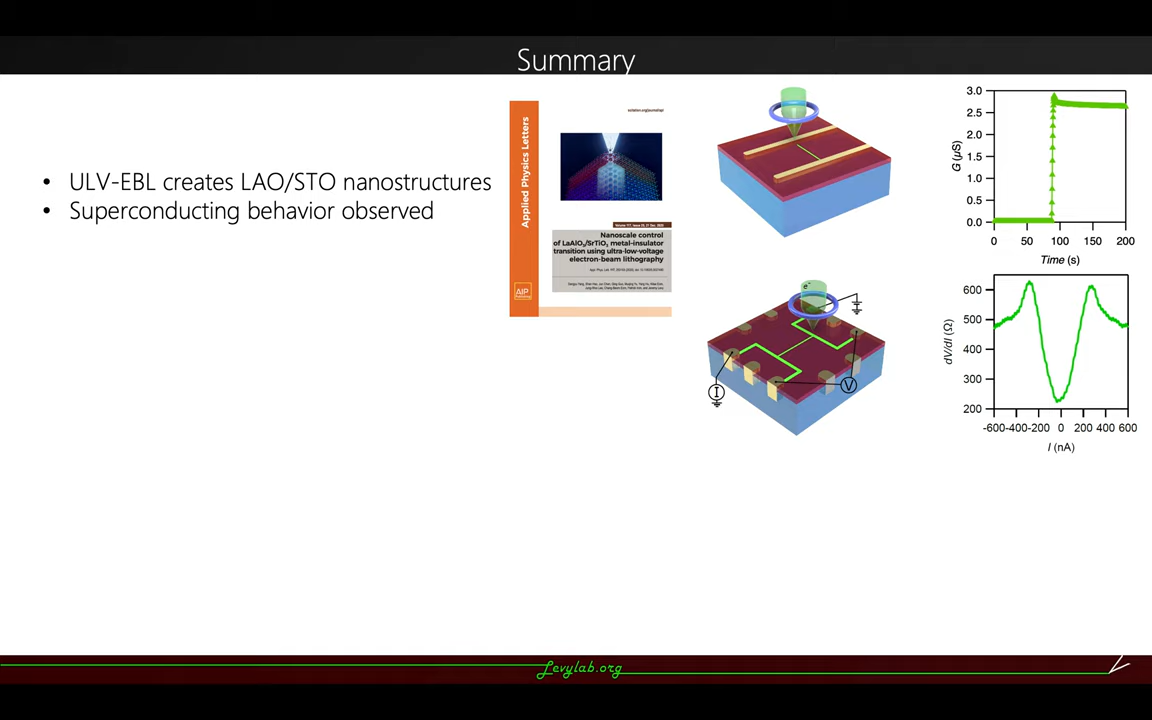 Summary
• ULV-EBL creates LAO/STO nanostructures
• Superconducting behavior observed
Applied Physics Letters
Nanoscale control
of LaAlO₃/SrTiO₃ metal-insulator
transition using ultra-low-voltage
electron-beam lithography
AIP
Publishing
G (µS)
3.0
2.5
2.0
1.5
1.0
0.5
0.0
0 50 100 150 200
Time (s)
e⁻
I
V
dV/dI (Ω)
600
500
400
300
200
-600 -400 -200 0 200 400 600
I (nA)
Levylab.org